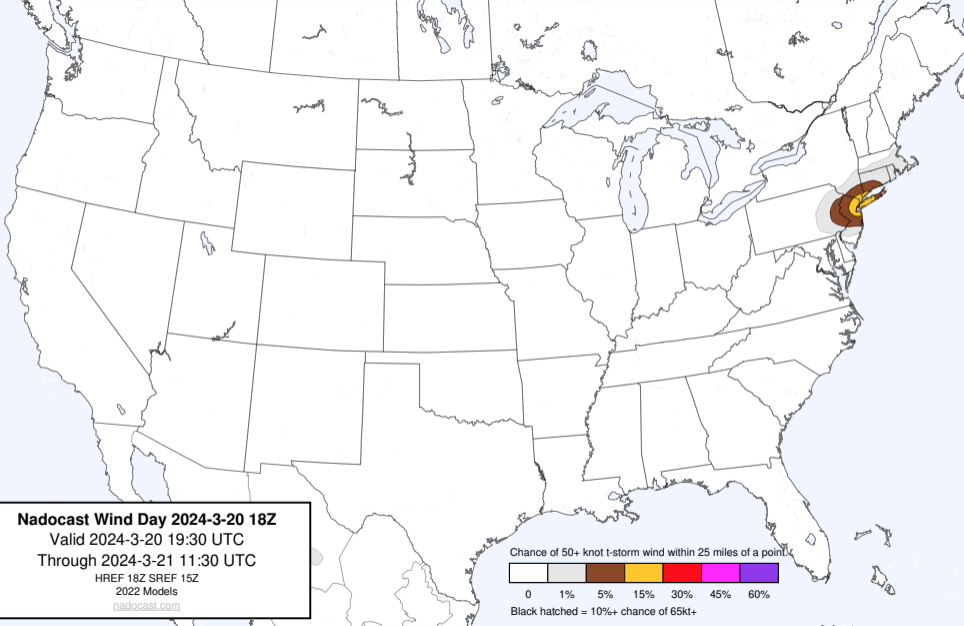 Nadocast Wind Day 2024-3-20 18Z
Valid 2024-3-20 19:30 UTC
Through 2024-3-21 11:30 UTC
HREF 18Z SREF 15Z
2022 Models
nadocast.com
Chance of 50+ knot t-storm wind within 25 miles of a point.
0 1% 5% 15% 30% 45% 60%
Black hatched = 10%+ chance of 65kt+